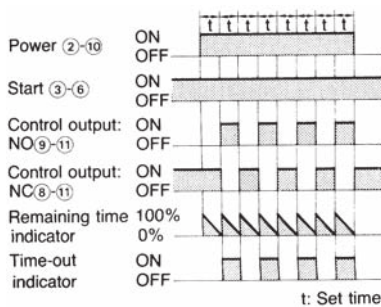 t t t t t t t t
Power ②-⑩ ON
OFF
Start ③-⑥ ON
OFF
Control output: ON
NO⑨-⑪ OFF
Control output: ON
NC⑧-⑪ OFF
Remaining time 100%
indicator 0%
Time-out ON
indicator OFF
t: Set time